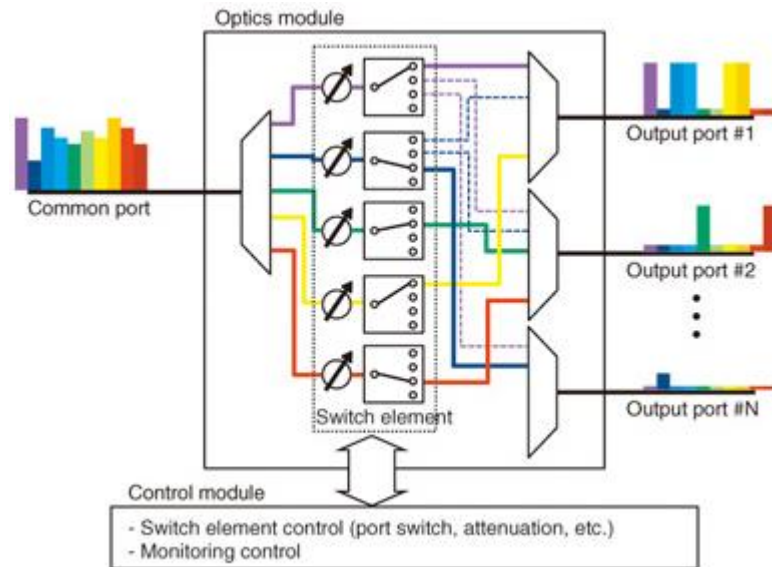 Optics module
Common port
Output port #1
Output port #2
Output port #N
Switch element
Control module
- Switch element control (port switch, attenuation, etc.)
- Monitoring control